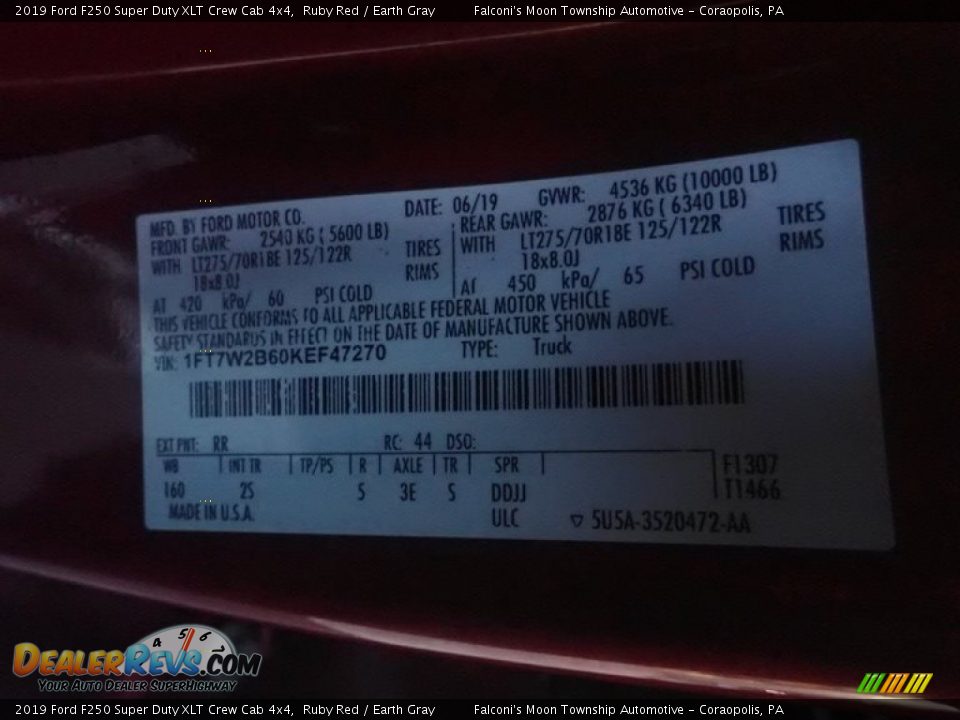 2019 Ford F250 Super Duty XLT Crew Cab 4x4, Ruby Red / Earth Gray Falconi's Moon Township Automotive - Coraopolis, PA
MFD. BY FORD MOTOR CO. DATE: 06/19 GVWR: 4536 KG (10000 LB)
FRONT GAWR: 2540 KG ( 5600 LB) REAR GAWR: 2876 KG ( 6340 LB)
WITH LT275/70R18E 125/122R TIRES WITH LT275/70R18E 125/122R TIRES
18x8.0J RIMS 18x8.0J RIMS
AT 420 kPa/ 60 PSI COLD AT 450 kPa/ 65 PSI COLD
THIS VEHICLE CONFORMS TO ALL APPLICABLE FEDERAL MOTOR VEHICLE
SAFETY STANDARDS IN EFFECT ON THE DATE OF MANUFACTURE SHOWN ABOVE.
VIN: 1FT7W2B60KEF47270 TYPE: Truck
EXT PNT: RR RC: 44 DSO:
WB INT TR TP/PS R AXLE TR SPR F1307
160 2S 5 3E S DDJJ T1466
MADE IN U.S.A. ULC ▽ 5U5A-3520472-AA
4 5 6
DEALERREVS.COM
Your Auto Dealer SuperHighway
2019 Ford F250 Super Duty XLT Crew Cab 4x4, Ruby Red / Earth Gray Falconi's Moon Township Automotive - Coraopolis, PA